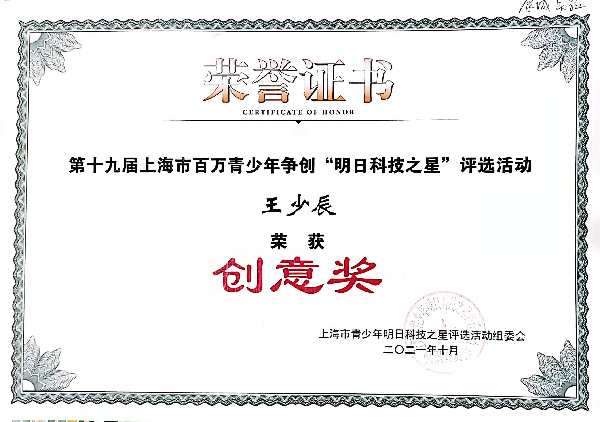 荣誉证书
CERTIFICATE OF HONOR
第十九届上海市百万青少年争创“明日科技之星”评选活动
王少辰
荣 获
创意奖
上海市青少年明日科技之星评选活动组委会
二〇二一年十月